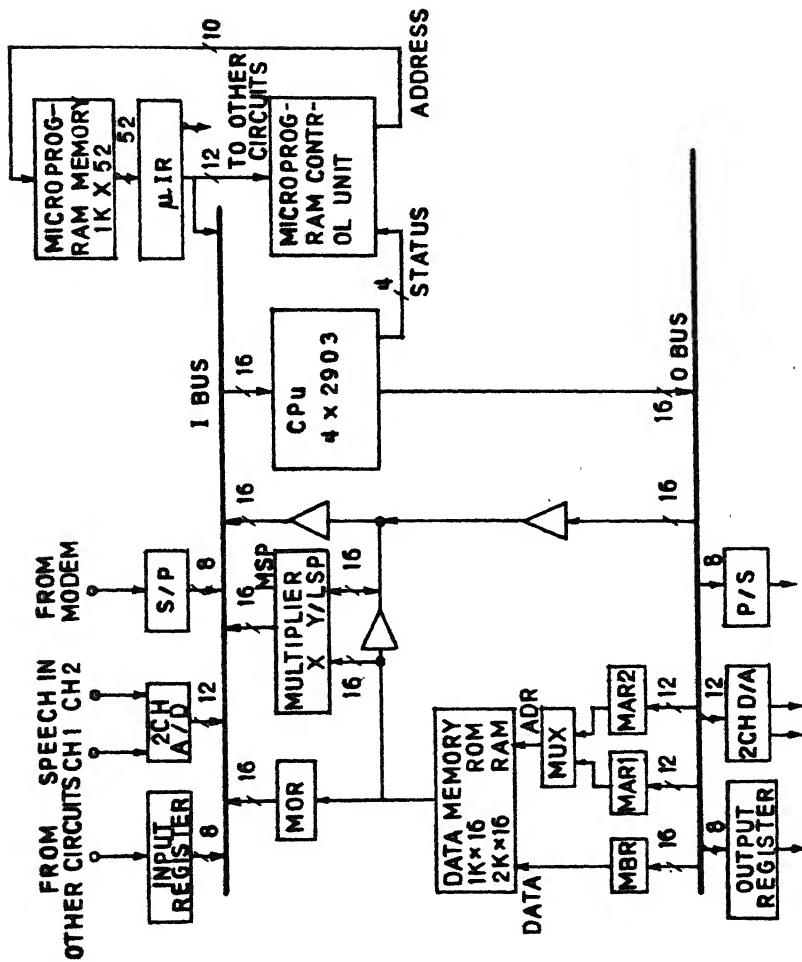 FROM
OTHER CIRCUITS
SPEECH IN
CH1 CH2
FROM
MODEM
INPUT
REGISTER
8
2CH
A/D
12
S/P
8
I BUS
16
MOR
16
MSP
MULTIPLIER
X Y/LSP
16
16
16
16
CPU
4 x 2903
4
STATUS
MICROPROG-
RAM MEMORY
1K X 52
52
μIR
12
TO OTHER
CIRCUITS
MICROPROG-
RAM CONTR-
OL UNIT
10
ADDRESS
DATA MEMORY
1K×16 ROM
2K×16 RAM
DATA
ADR
MUX
MBR
MAR1
MAR2
16
12
12
16
16
O BUS
8
12
8
OUTPUT
REGISTER
2CH D/A
P/S